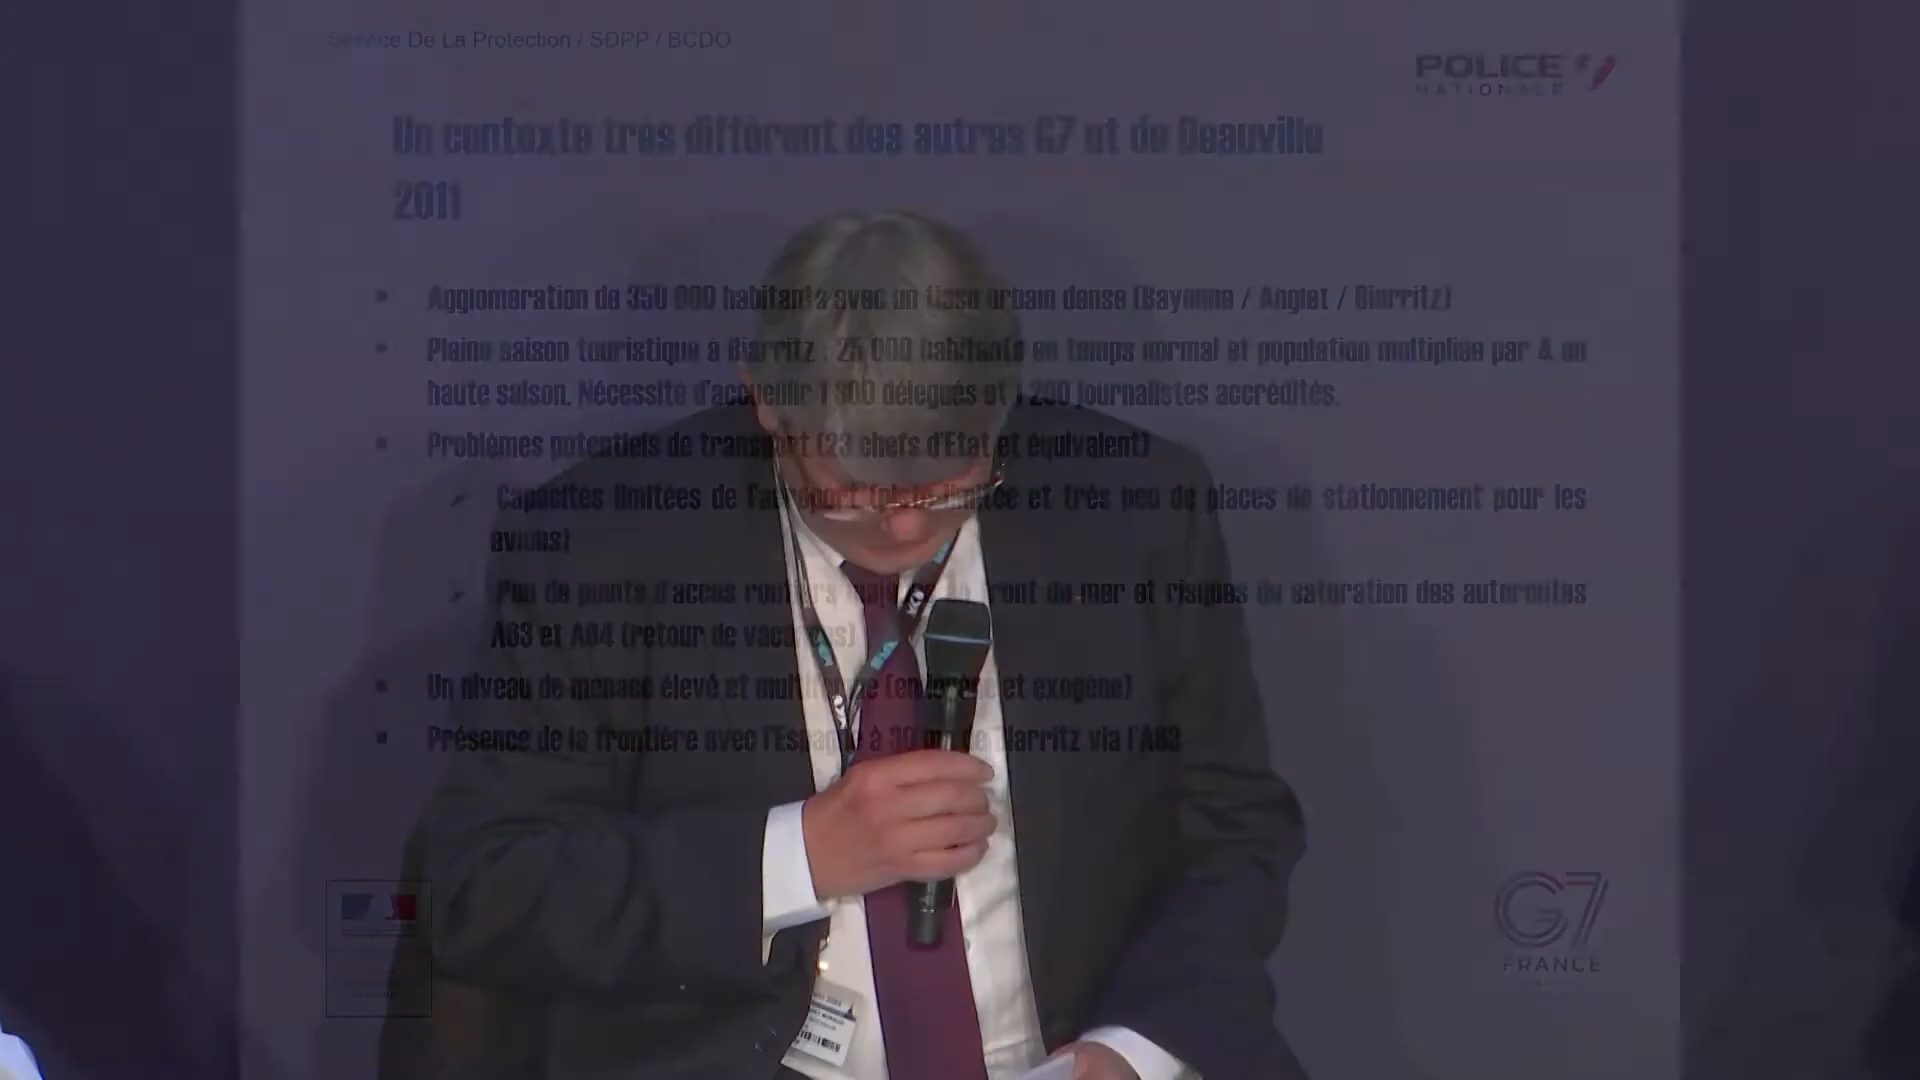 Service De La Protection / SDPP / BCDO
POLICE
NATIONALE
Un contexte très différent des autres G7 et de Deauville
2011
Agglomération de 350 000 habitants avec un tissu urbain dense (Bayonne / Anglet / Biarritz)
Pleine saison touristique à Biarritz : 25 000 habitants en temps normal et population multipliée par 4 en
haute saison. Nécessité d'accueillir 1 300 délégués et 1 200 journalistes accrédités.
Problèmes potentiels de transport (23 chefs d'Etat et équivalent)
Capacités limitées de l'aéroport (piste limitée et très peu de places de stationnement pour les
avions)
Peu de points d'accès routiers front de mer et risques de saturation des autoroutes
A63 et A64 (retour de vacances)
Un niveau de menace élevé et (endogène et exogène)
Présence de la frontière avec l'Espagne à 30 de Biarritz via l'A63
G7
FRANCE